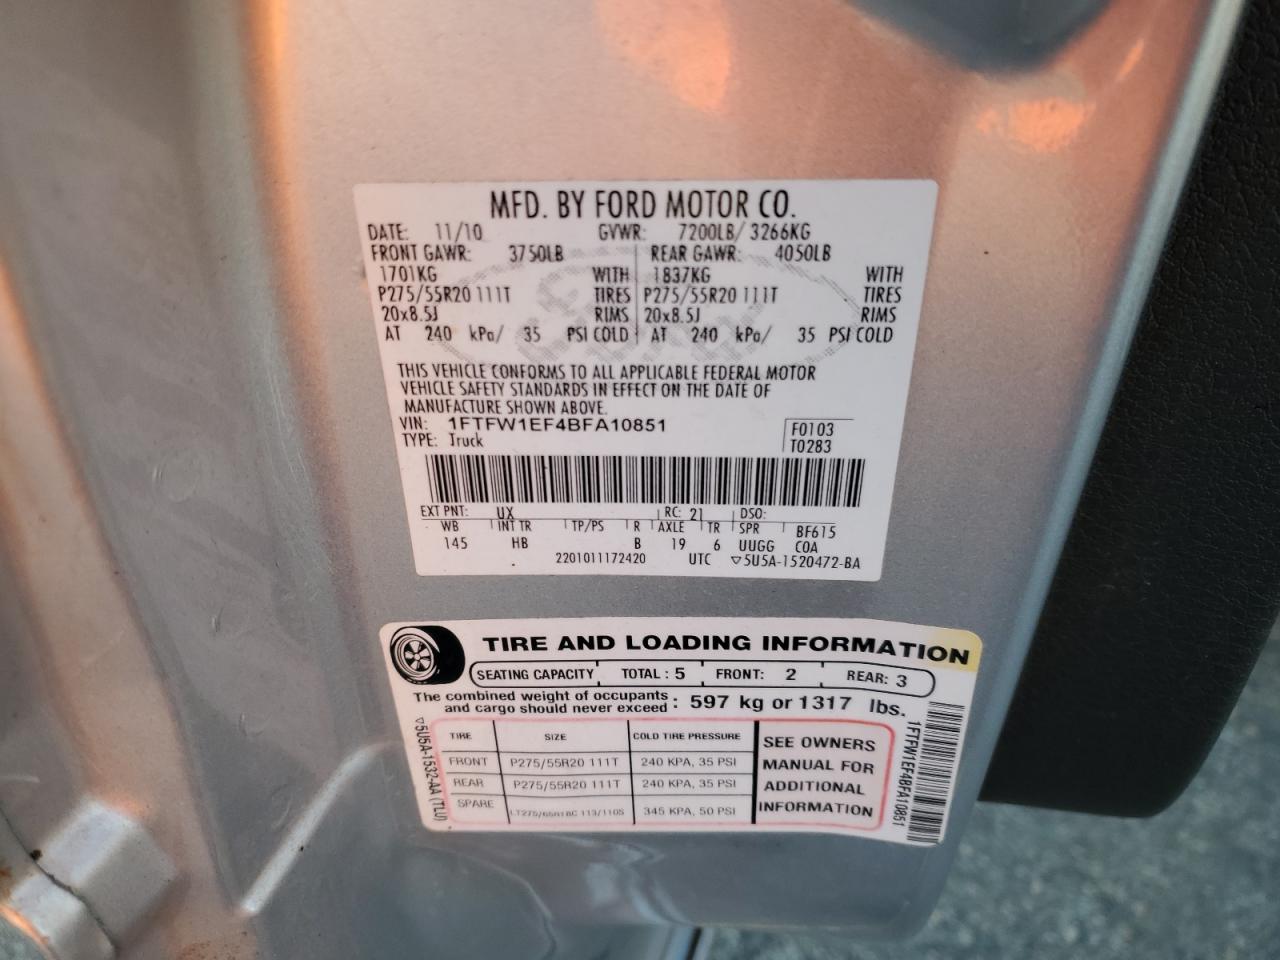 MFD. BY FORD MOTOR CO.
DATE: 11/10 GVWR: 7200LB/ 3266KG
FRONT GAWR: 3750LB REAR GAWR: 4050LB
1701KG WITH 1837KG WITH
P275/55R20 111T TIRES P275/55R20 111T TIRES
20x8.5J RIMS 20x8.5J RIMS
AT 240 kPa/ 35 PSI COLD AT 240 kPa/ 35 PSI COLD
THIS VEHICLE CONFORMS TO ALL APPLICABLE FEDERAL MOTOR
VEHICLE SAFETY STANDARDS IN EFFECT ON THE DATE OF
MANUFACTURE SHOWN ABOVE.
VIN: 1FTFW1EF4BFA10851 F0103
TYPE: Truck T0283
EXT PNT: UX RC: 21 DSO:
WB INT TR TP/PS R AXLE TR SPR BF615
145 HB B 19 6 UUGG COA
2201011172420 UTC ▽5U5A-1520472-BA
TIRE AND LOADING INFORMATION
SEATING CAPACITY TOTAL : 5 FRONT: 2 REAR: 3
The combined weight of occupants
and cargo should never exceed : 597 kg or 1317 lbs.
TIRE SIZE COLD TIRE PRESSURE
FRONT P275/55R20 111T 240 KPA, 35 PSI
REAR P275/55R20 111T 240 KPA, 35 PSI
SPARE LT275/65R18C 113/110S 345 KPA, 50 PSI
SEE OWNERS
MANUAL FOR
ADDITIONAL
INFORMATION
▽5U5A-1532-AA (TLU)
1FTFW1EF4BFA10851